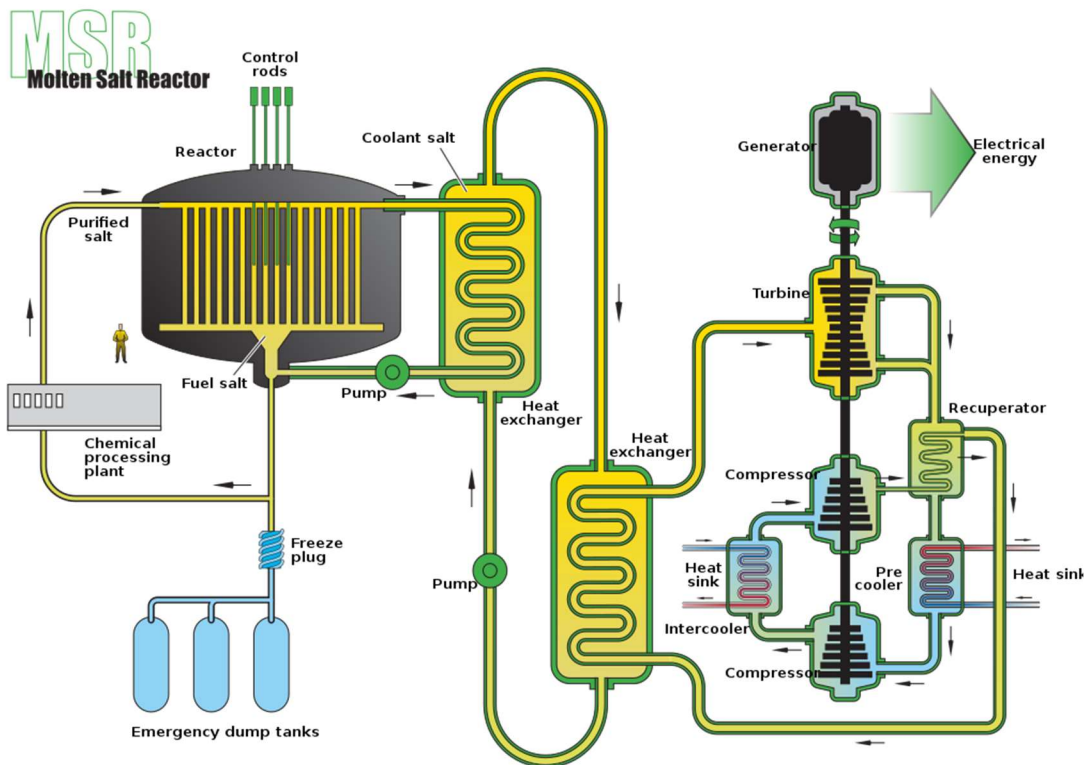 MSR
Molten Salt Reactor
Control
rods
Reactor
Coolant salt
Purified
salt
Fuel salt
Pump
Heat
exchanger
Chemical
processing
plant
Freeze
plug
Emergency dump tanks
Pump
Heat
exchanger
Generator
Electrical
energy
Turbine
Recuperator
Compressor
Heat
sink
Pre
cooler
Heat sink
Intercooler
Compressor